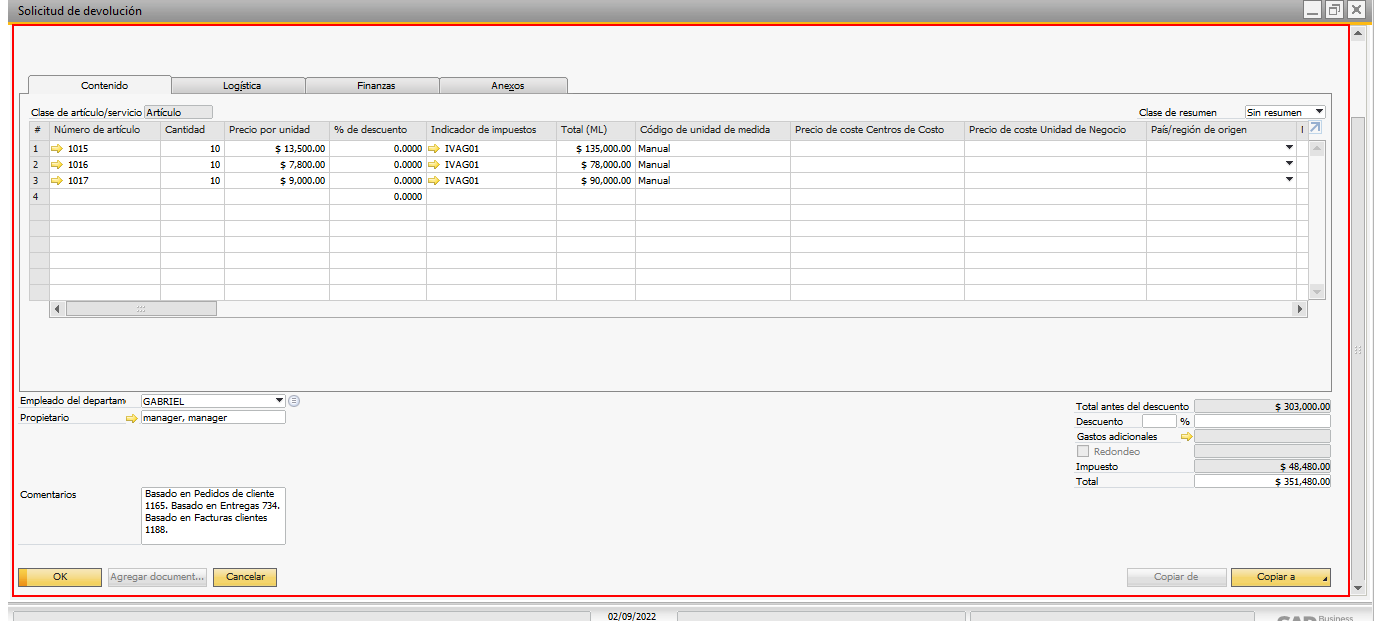 Solicitud de devolución
Contenido Logística Finanzas Anexos
Clase de artículo/servicio Artículo Clase de resumen Sin resumen
# Número de artículo Cantidad Precio por unidad % de descuento Indicador de impuestos Total (ML) Código de unidad de medida Precio de coste Centros de Costo Precio de coste Unidad de Negocio País/región de origen
1 1015 10 $ 13,500.00 0.0000 IVAG01 $ 135,000.00 Manual
2 1016 10 $ 7,800.00 0.0000 IVAG01 $ 78,000.00 Manual
3 1017 10 $ 9,000.00 0.0000 IVAG01 $ 90,000.00 Manual
4 0.0000
Empleado del departam GABRIEL
Propietario manager, manager
Total antes del descuento $ 303,000.00
Descuento %
Gastos adicionales
Redondeo
Impuesto $ 48,480.00
Total $ 351,480.00
Comentarios Basado en Pedidos de cliente
1165. Basado en Entregas 734.
Basado en Facturas clientes
1188.
OK Agregar document... Cancelar Copiar de Copiar a
02/09/2022 Business